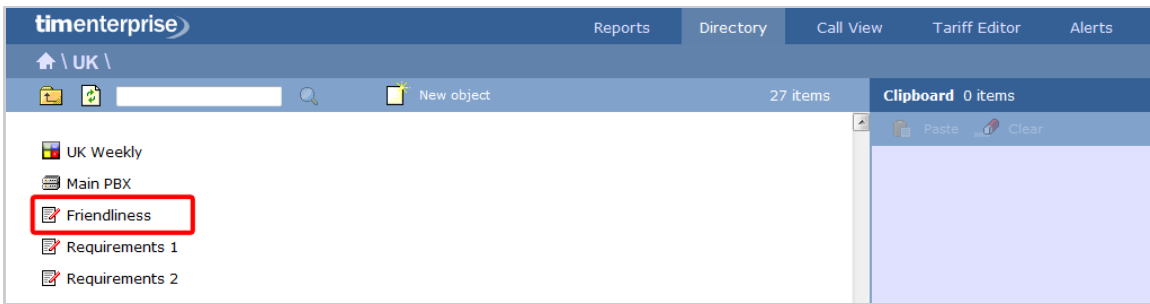 timenterprise
Reports Directory Call View Tariff Editor Alerts
\ UK \
New object 27 items Clipboard 0 items
Paste Clear
UK Weekly
Main PBX
Friendliness
Requirements 1
Requirements 2